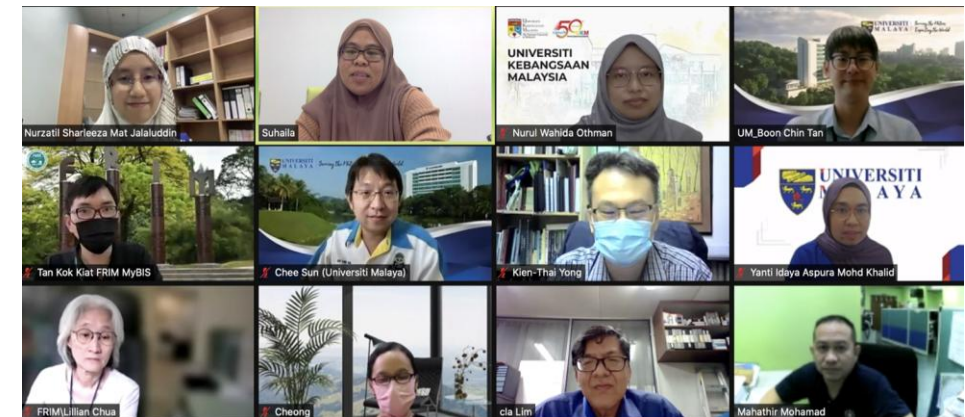 Nurzatil Sharleeza Mat Jalaluddin
Suhaila
50
UNIVERSITI
KEBANGSAAN
MALAYSIA
Nurul Wahida Othman
UNIVERSITI
MALAYA
UM_Boon Chin Tan
Tan Kok Kiat FRIM MyBIS
UNIVERSITI
MALAYA
Chee Sun (Universiti Malaya)
Kien-Thai Yong
UNIVERSITI
M LAYA
Yanti Idaya Aspura Mohd Khalid
FRIM\Lillian Chua
Cheong
cla Lim
Mahathir Mohamad